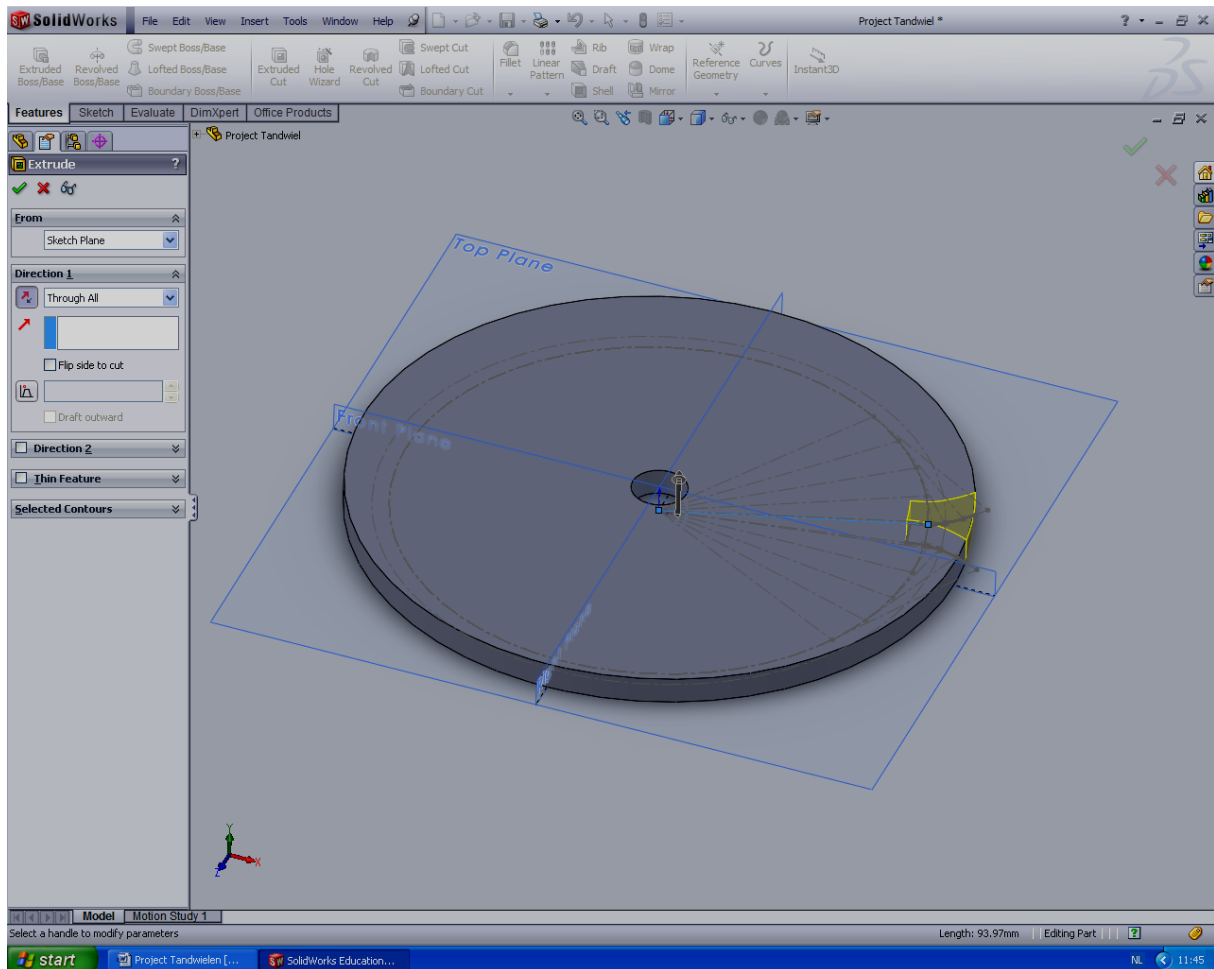 SolidWorks File Edit View Insert Tools Window Help Project Tandwiel * ?
Extruded Boss/Base
Revolved Boss/Base
Swept Boss/Base
Lofted Boss/Base
Boundary Boss/Base
Extruded Cut
Hole Wizard
Revolved Cut
Swept Cut
Lofted Cut
Boundary Cut
Fillet
Linear Pattern
Rib
Draft
Shell
Wrap
Dome
Mirror
Reference Geometry
Curves
Instant3D
Features Sketch Evaluate DimXpert Office Products
Project Tandwiel
Extrude ?
From
Sketch Plane
Direction 1
Through All
Flip side to cut
Draft outward
Direction 2
Thin Feature
Selected Contours
Top Plane
Front Plane
Y
X
Z
Model Motion Study 1
Select a handle to modify parameters Length: 93.97mm Editing Part ?
start Project Tandwielen [... SolidWorks Education... NL 11:45